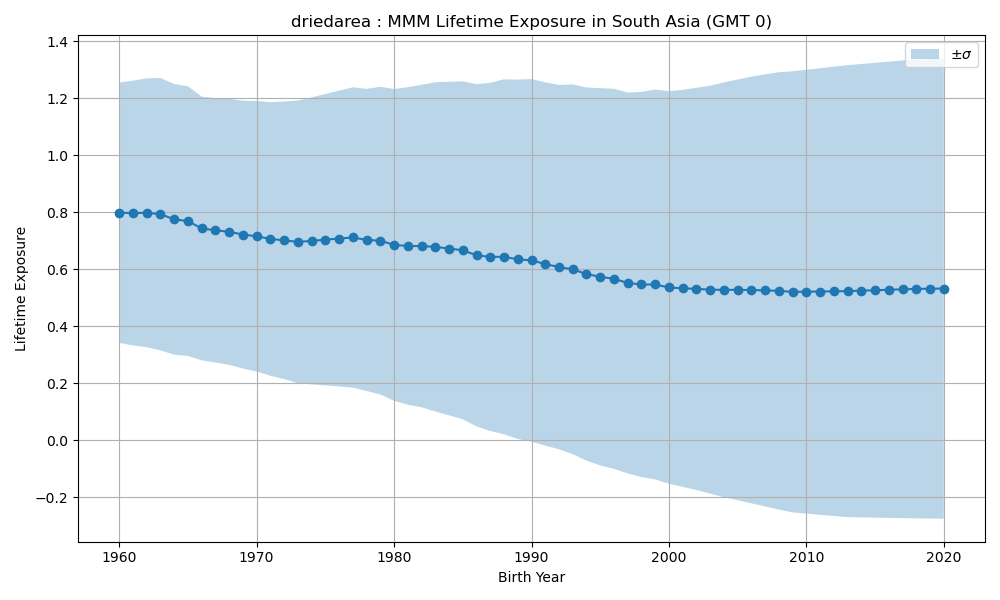 driedarea : MMM Lifetime Exposure in South Asia (GMT 0)
±σ
Lifetime Exposure
1.4
1.2
1.0
0.8
0.6
0.4
0.2
0.0
−0.2
1960 1970 1980 1990 2000 2010 2020
Birth Year